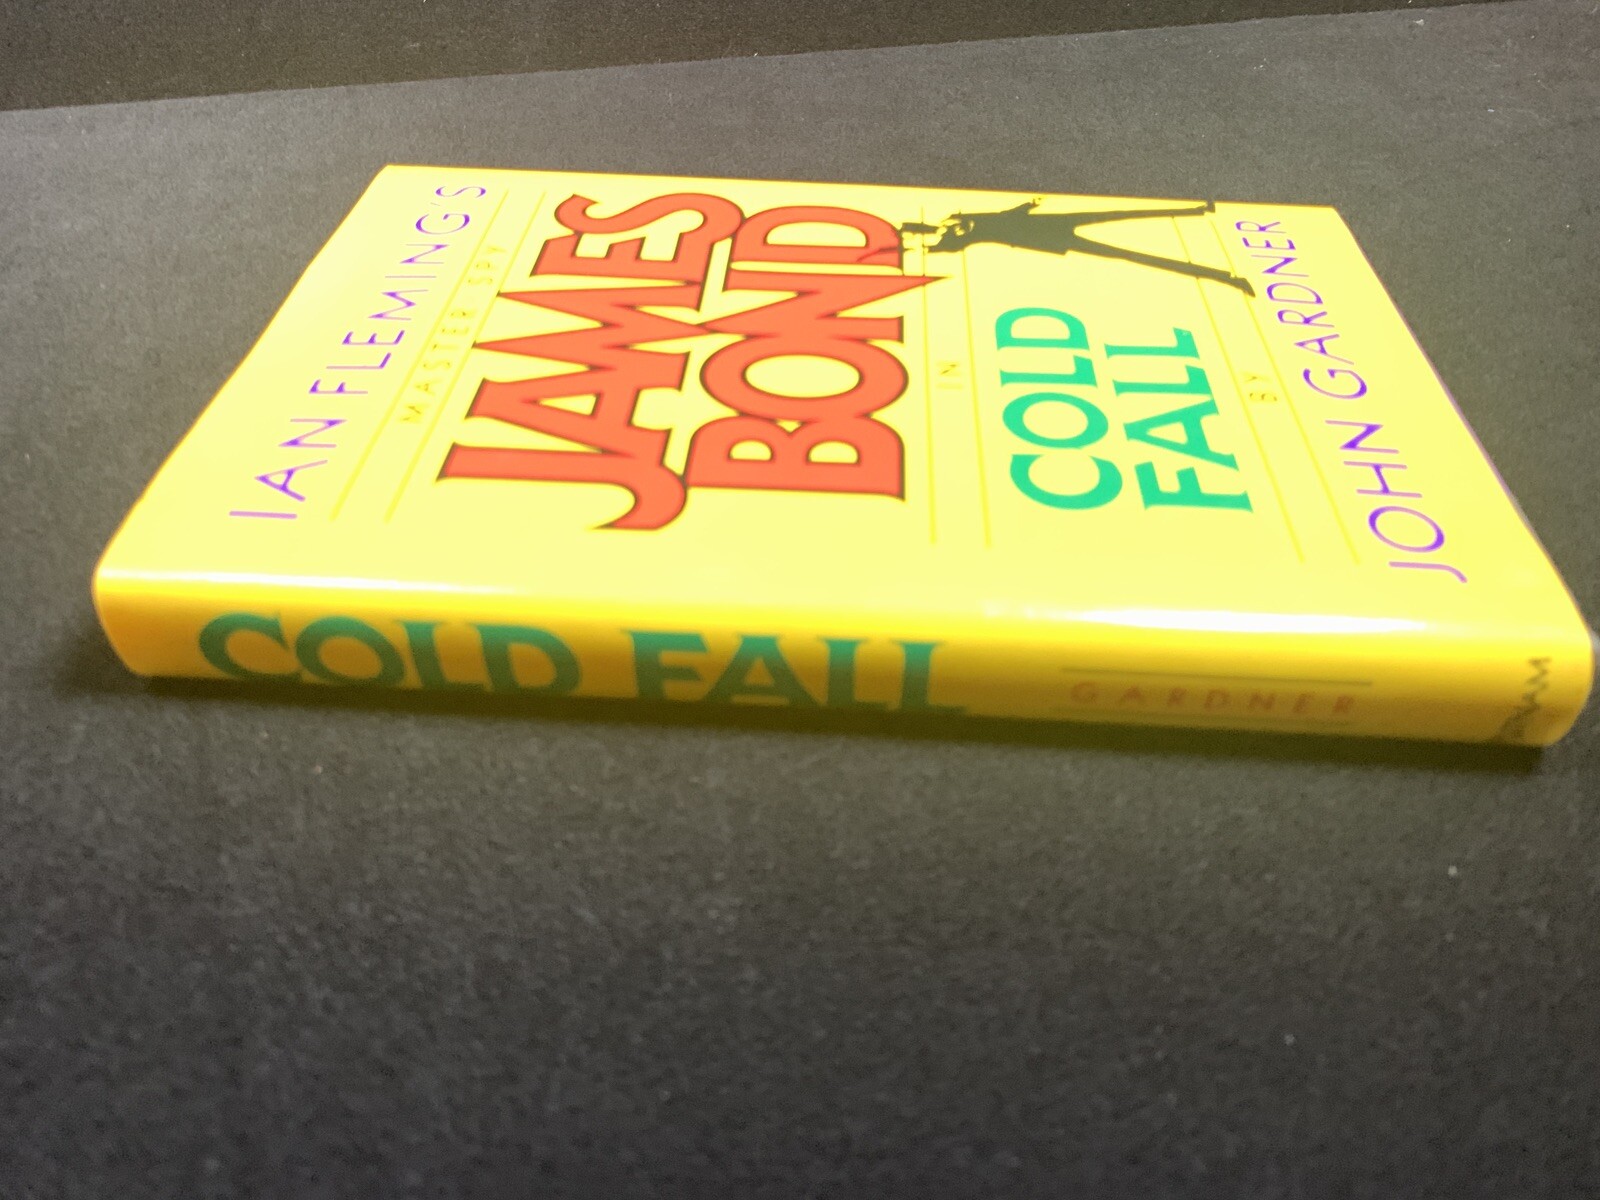 IAN FLEMING'S
MASTER SPY
JAMES
BOND
IN
COLD
FALL
BY
JOHN GARDNER
COLD FALL
GARDNER